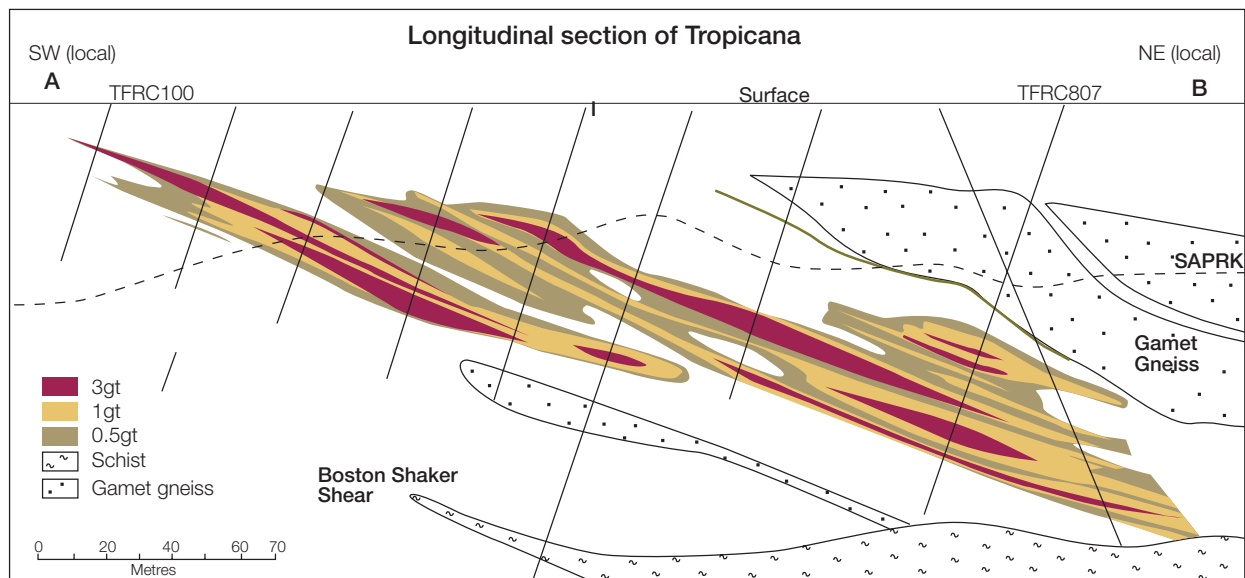 Longitudinal section of Tropicana
SW (local)
NE (local)
A
B
TFRC100
Surface
TFRC807
SAPRK
Gamet
Gneiss
3gt
1gt
0.5gt
Schist
Gamet gneiss
Boston Shaker
Shear
0 10 20 40 60 70
Metres